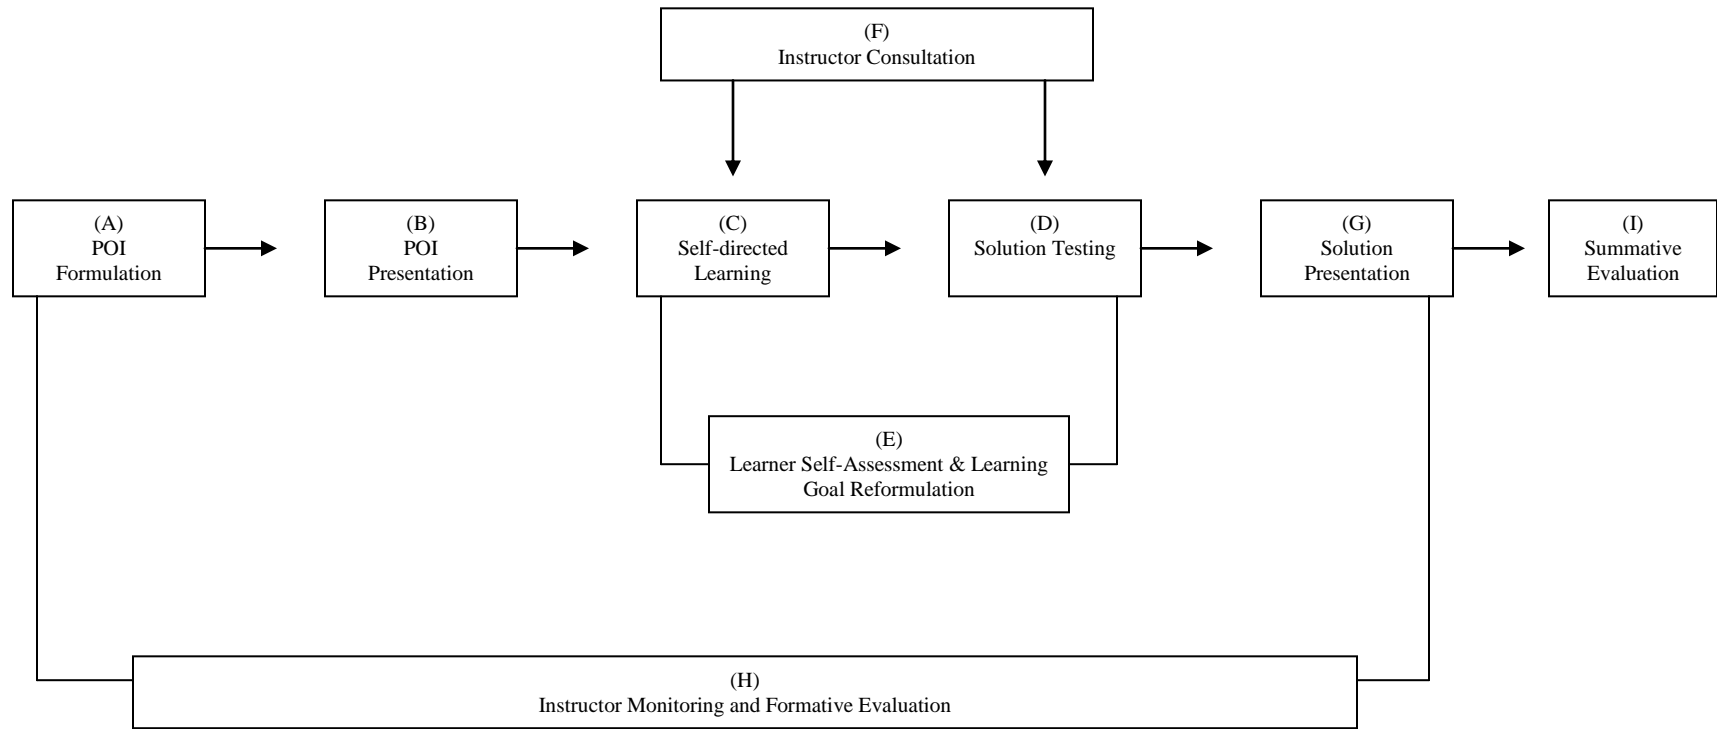 (F)
Instructor Consultation
(A)
POI
Formulation
(B)
POI
Presentation
(C)
Self-directed
Learning
(D)
Solution Testing
(G)
Solution
Presentation
(I)
Summative
Evaluation
(E)
Learner Self-Assessment & Learning
Goal Reformulation
(H)
Instructor Monitoring and Formative Evaluation